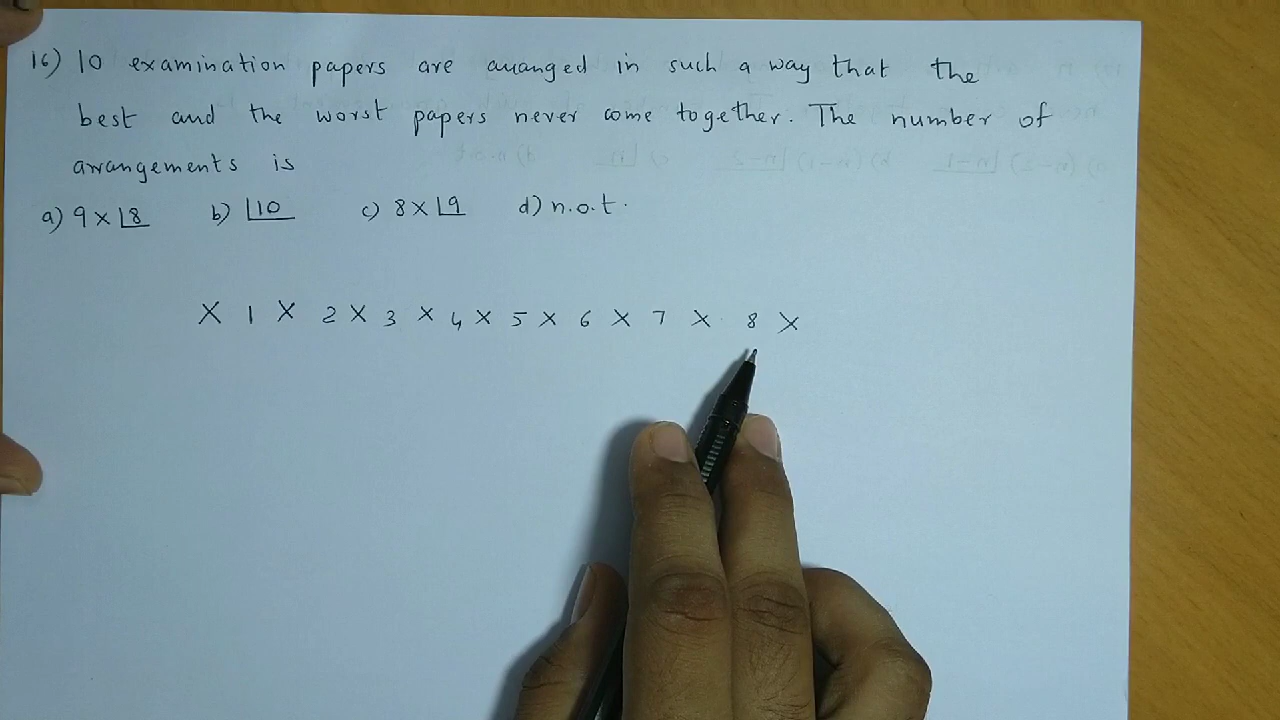 16) 10 examination papers are arranged in such a way that the
best and the worst papers never come together. The number of
arrangements is
a) 9 × ⌊8 b) ⌊10 c) 8 × ⌊9 d) n.o.t.
× 1 × 2 × 3 × 4 × 5 × 6 × 7 × 8 ×